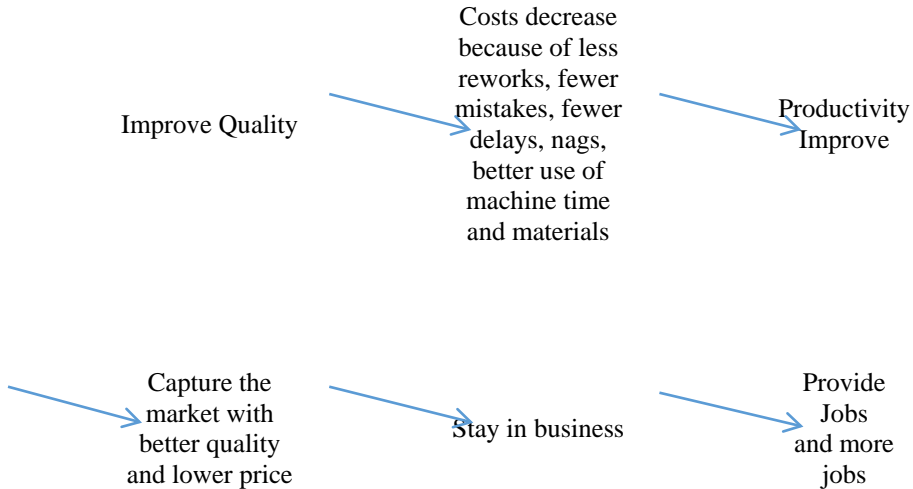 Improve Quality
Costs decrease
because of less
reworks, fewer
mistakes, fewer
delays, nags,
better use of
machine time
and materials
Productivity
Improve
Capture the
market with
better quality
and lower price
Stay in business
Provide
Jobs
and more
jobs